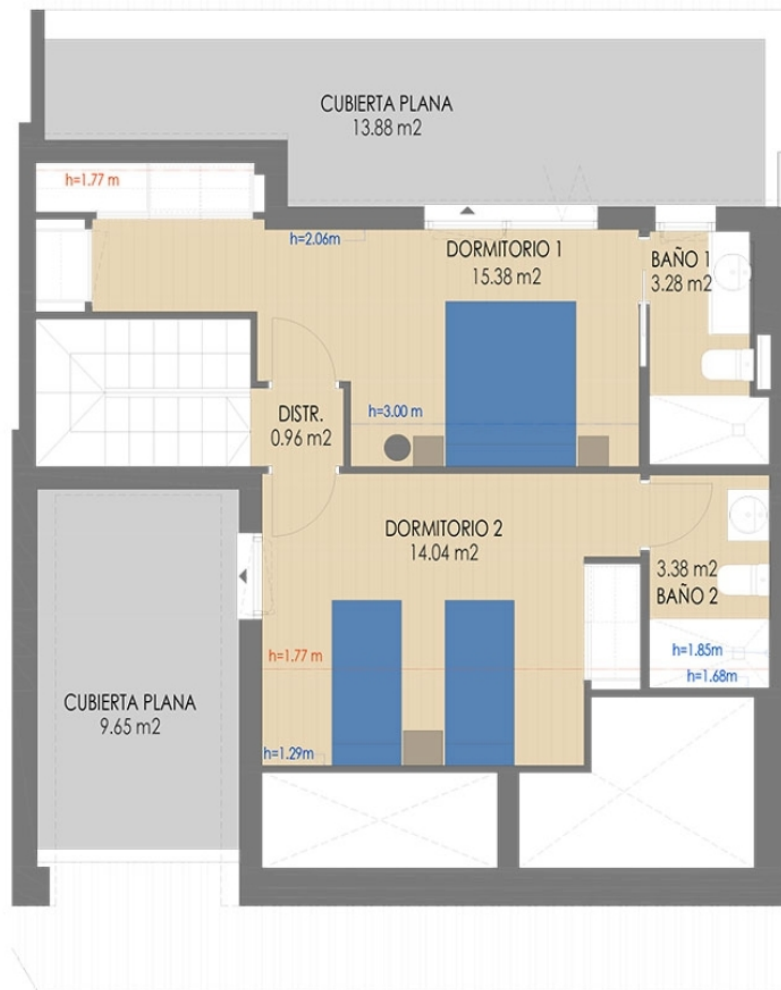 CUBIERTA PLANA
13.88 m2
h=1.77 m
h=2.06m
DORMITORIO 1
15.38 m2
BAÑO 1
3.28 m2
DISTR.
0.96 m2
h=3.00 m
DORMITORIO 2
14.04 m2
3.38 m2
BAÑO 2
h=1.77 m
h=1.85m
h=1.68m
CUBIERTA PLANA
9.65 m2
h=1.29m